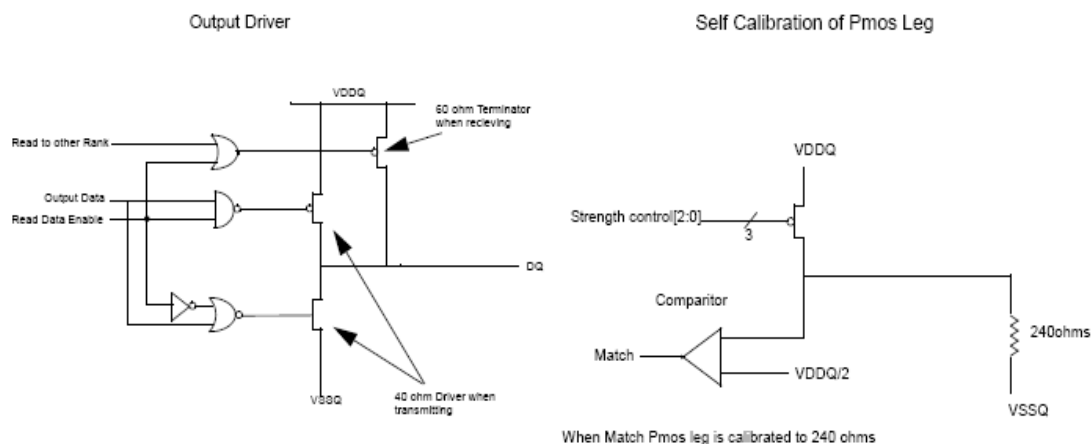 Output Driver
Self Calibration of Pmos Leg
VDDQ
60 ohm Terminator
when recieving
Read to other Rank
Output Data
Read Data Enable
DQ
VSSQ
40 ohm Driver when
transmitting
VDDQ
Strength control[2:0]
3
Comparitor
Match
VDDQ/2
240ohms
VSSQ
When Match Pmos leg is calibrated to 240 ohms